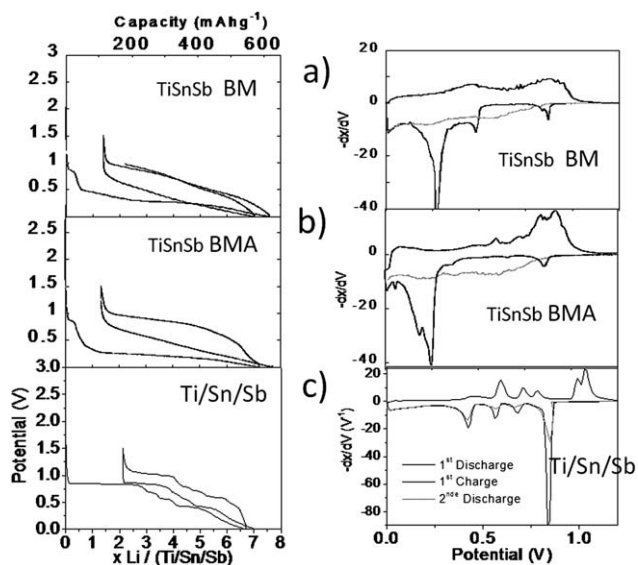 Capacity (mAhg⁻¹)
100 200 300 400 500 600
3
2.5
2.0
1.5
1
0.5
TiSnSb BM
a)
20
10
0
-10
-20
-40
-dx/dV
TiSnSb BM
2.5
2.0
1.5
1
0.5
3.0
TiSnSb BMA
b)
0
-20
-40
-dx/dV
TiSnSb BMA
Potential (V)
2.5
2.0
1.5
1.0
0.5
0.0
Ti/Sn/Sb
0 1 2 3 4 5 6 7 8
x Li / (Ti/Sn/Sb)
c)
20
0
-20
-40
-60
-80
-dx/dV (V⁻¹)
Ti/Sn/Sb
1ˢᵗ Discharge
1ˢᵗ Charge
2ⁿᵈᵉ Discharge
0.0 0.5 1.0
Potential (V)